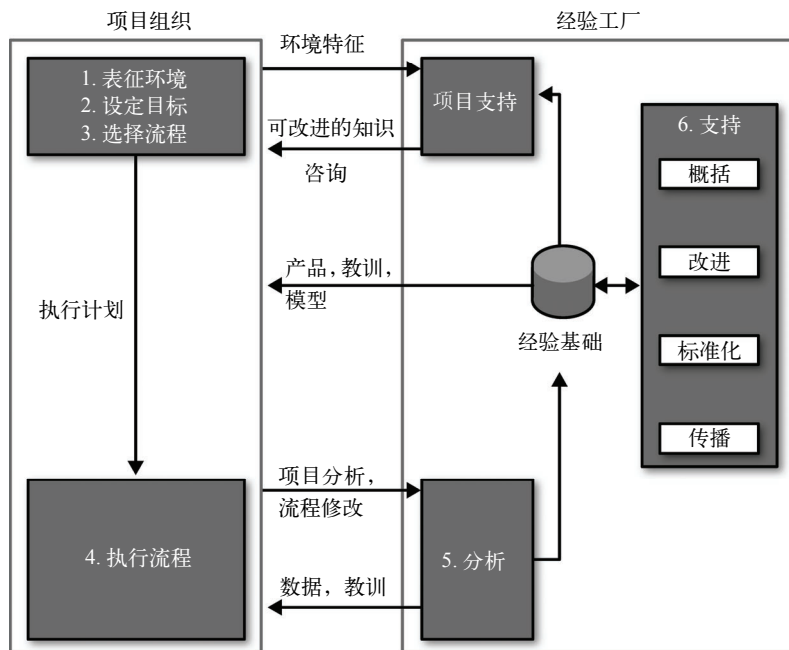 项目组织
经验工厂
1. 表征环境
2. 设定目标
3. 选择流程
环境特征
项目支持
可改进的知识
咨询
6. 支持
概括
改进
标准化
传播
产品，教训，
模型
经验基础
执行计划
项目分析，
流程修改
4. 执行流程
5. 分析
数据，教训